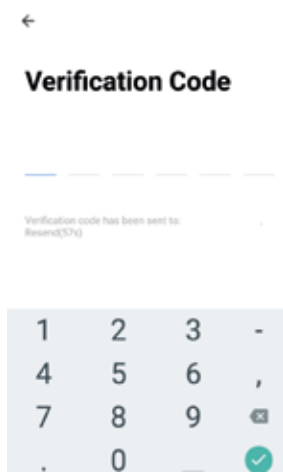 Verification Code
Verification code has been sent to:
Resend(57s)
1 2 3 -
4 5 6 ,
7 8 9
. 0 _